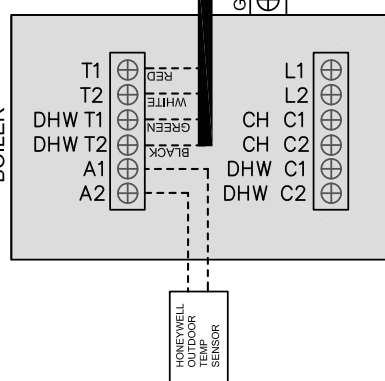 G
BOILER
T1
T2
DHW T1
DHW T2
A1
A2
RED
WHITE
GREEN
BLACK
L1
L2
CH C1
CH C2
DHW C1
DHW C2
HONEYWELL
OUTDOOR
TEMP
SENSOR